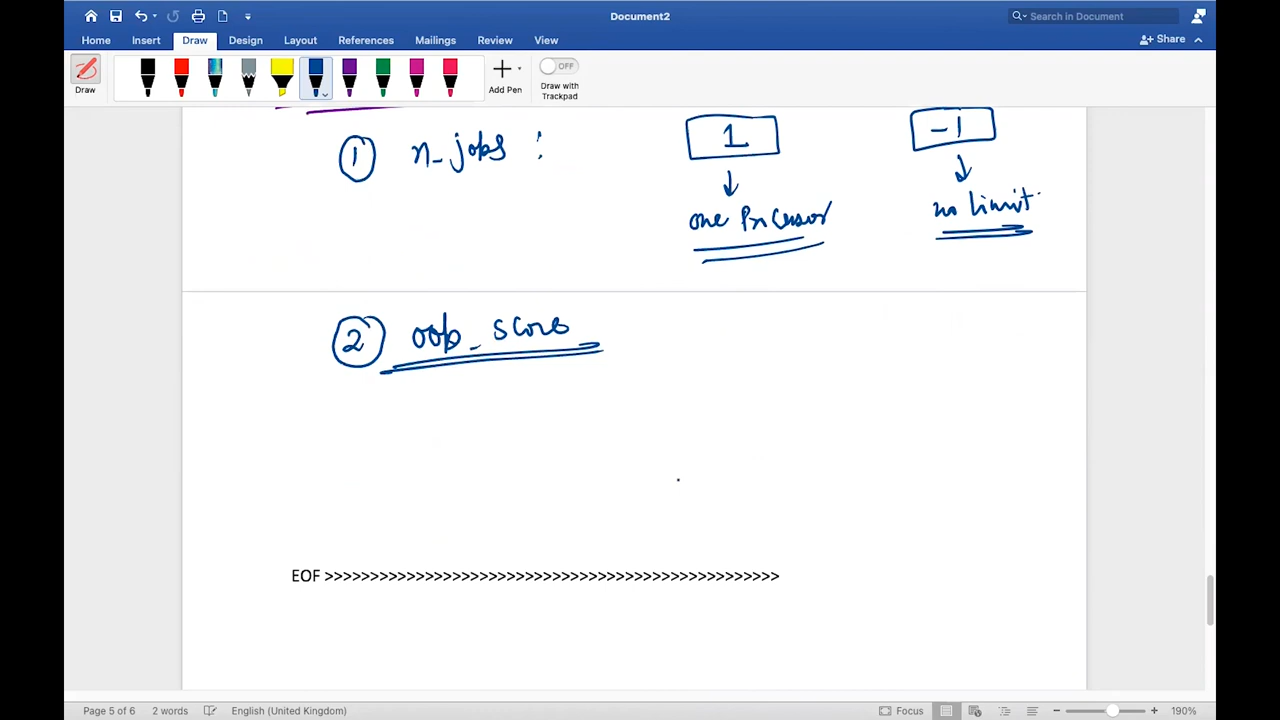 Document2
Search in Document
Home Insert Draw Design Layout References Mailings Review View
Share
OFF
Draw Add Pen Draw with
Trackpad
1 n_jobs : 1 -1
one Processor no limit
2 oob_score
EOF >>>>>>>>>>>>>>>>>>>>>>>>>>>>>>>>>>>>>>>>>>>>>>>>>>
Page 5 of 6 2 words English (United Kingdom) Focus 190%